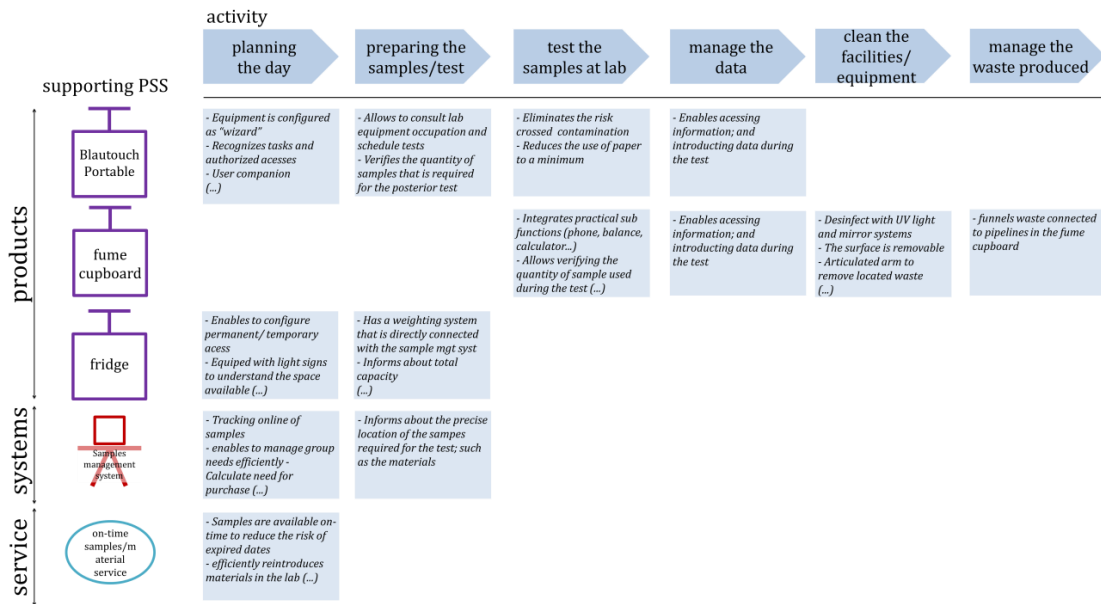 activity
planning
the day
preparing the
samples/test
test the
samples at lab
manage the
data
clean the
facilities/
equipment
manage the
waste produced
supporting PSS
products
Blautouch
Portable
- Equipment is configured
as "wizard"
- Recognizes tasks and
authorized acesses
- User companion
(...)
- Allows to consult lab
equipment occupation and
schedule tests
- Verifies the quantity of
samples that is required
for the posterior test
- Eliminates the risk
crossed contamination
- Reduces the use of paper
to a minimum
- Enables acessing
information; and
introducting data during
the test
fume
cupboard
- Integrates practical sub
functions (phone, balance,
calculator...)
- Allows verifying the
quantity of sample used
during the test (...)
- Enables acessing
information; and
introducting data during
the test
- Desinfect with UV light
and mirror systems
- The surface is removable
- Articulated arm to
remove located waste
(...)
- funnels waste connected
to pipelines in the fume
cupboard
fridge
- Enables to configure
permanent/ temporary
acess
- Equiped with light signs
to understand the space
available (...)
- Has a weighting system
that is directly connected
with the sample mgt syst
- Informs about total
capacity
(...)
systems
Samples
management
system
- Tracking online of
samples
- enables to manage group
needs efficiently -
Calculate need for
purchase (...)
- Informs about the precise
location of the sampes
required for the test; such
as the materials
service
on-time
samples/m
aterial
service
- Samples are available on-
time to reduce the risk of
expired dates
- efficiently reintroduces
materials in the lab (...)